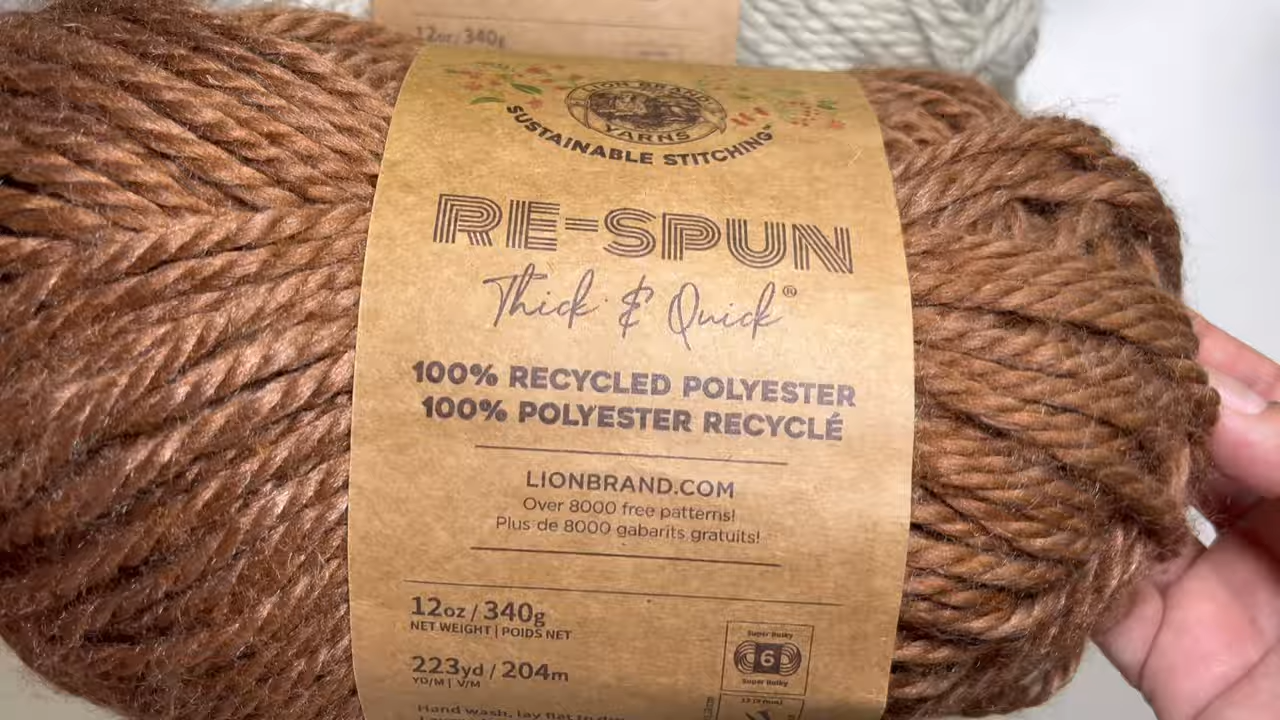 12oz / 340g
LION BRAND
YARNS
SUSTAINABLE STITCHING™
RE-SPUN
Thick & Quick®
100% RECYCLED POLYESTER
100% POLYESTER RECYCLÉ
LIONBRAND.COM
Over 8000 free patterns!
Plus de 8000 gabarits gratuits!
12oz / 340g
NET WEIGHT | POIDS NET
223yd / 204m
YD/M | V/M
Super Bulky
6
Super Bulky
Hand wash, lay flat to